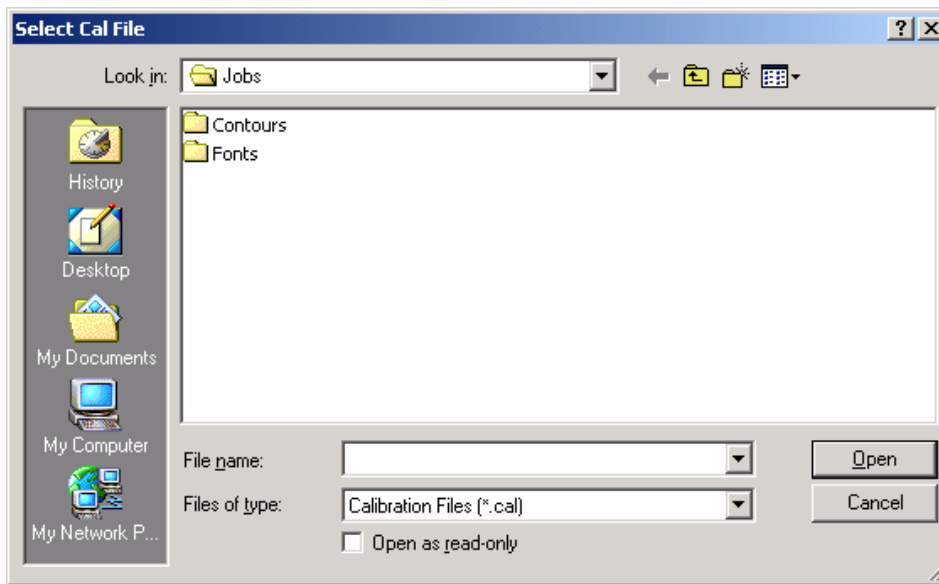 Select Cal File
Look in: Jobs
Contours
Fonts
History
Desktop
My Documents
My Computer
My Network P...
File name:
Open
Files of type: Calibration Files (*.cal)
Cancel
Open as read-only